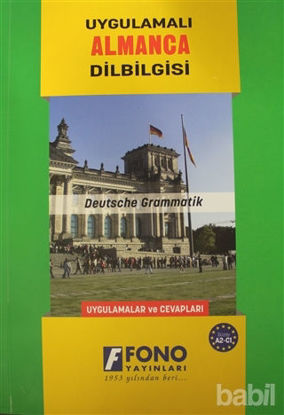 UYGULAMALI
ALMANCA
DİLBİLGİSİ
Deutsche Grammatik
UYGULAMALAR ve CEVAPLARI
A2-C1
FONO
YAYINLARI
1953 yılından beri...
babil